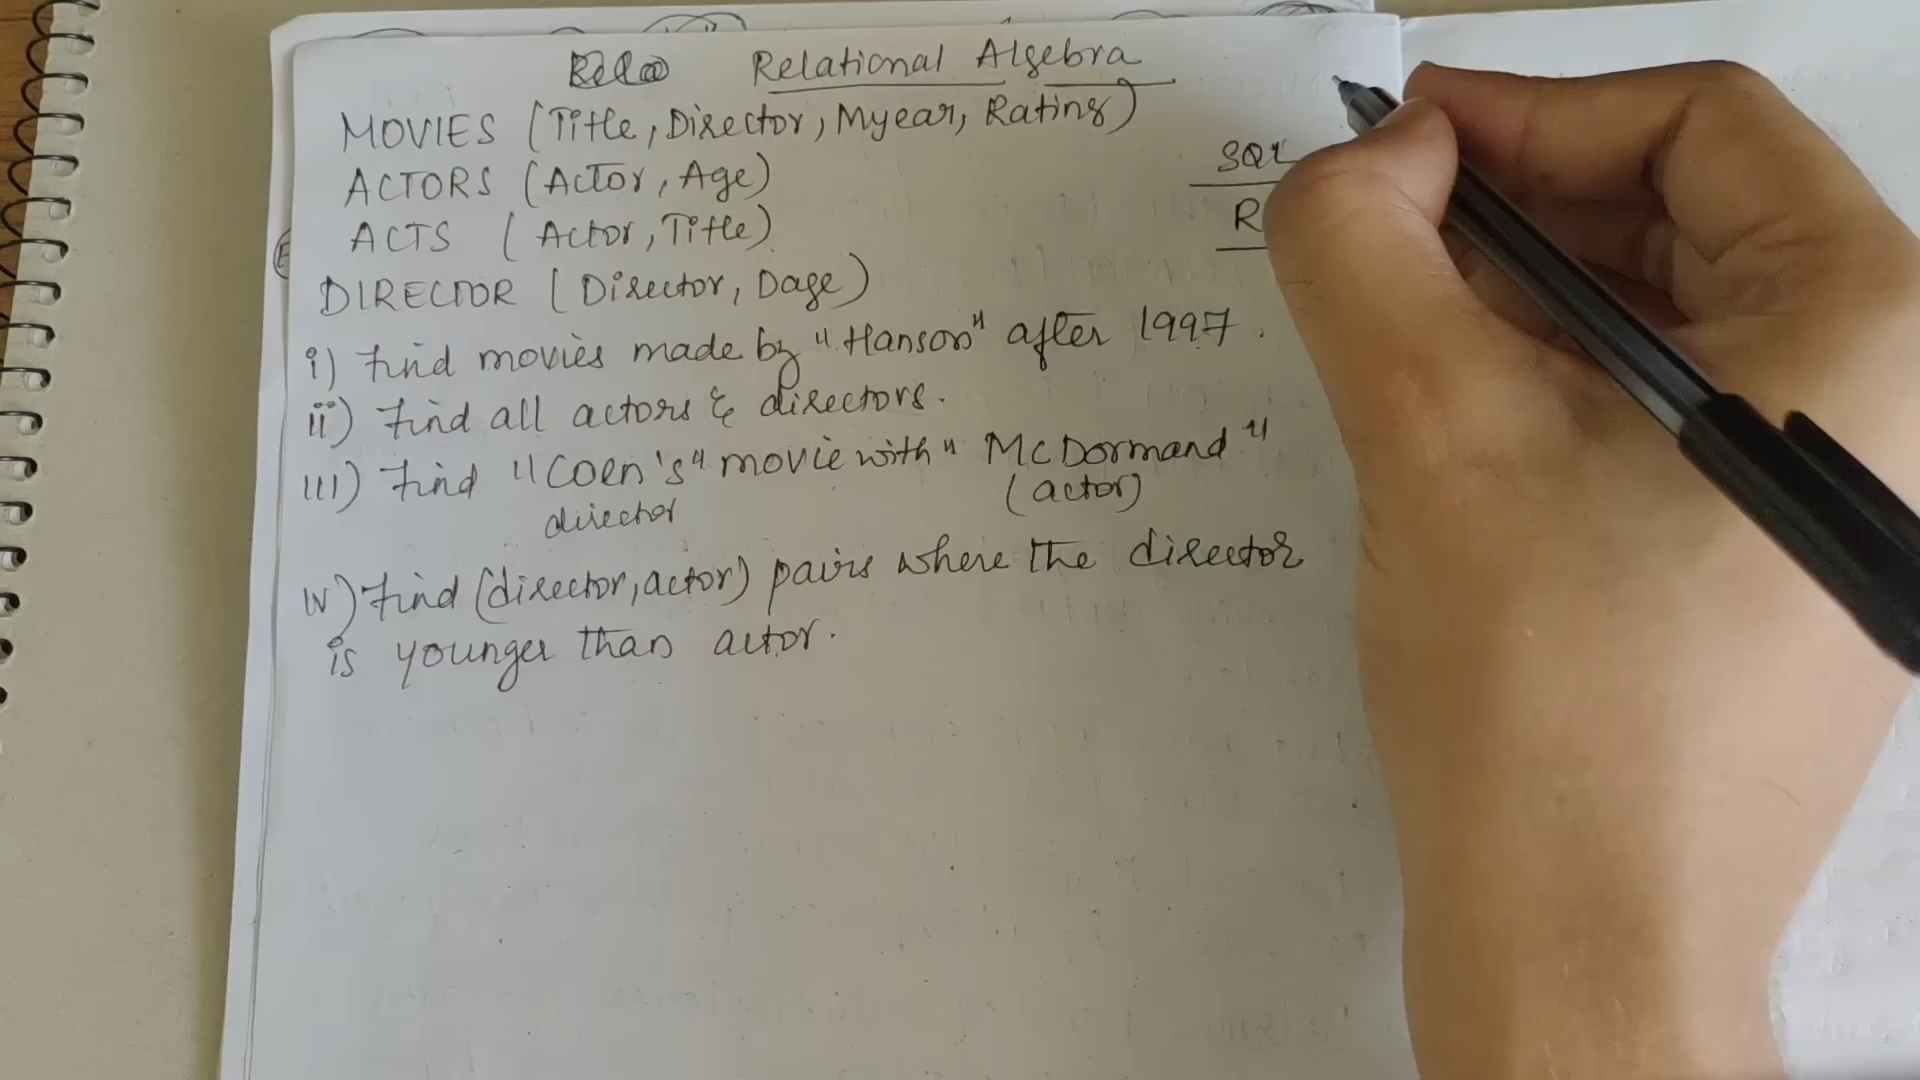 Relational Algebra
MOVIES (Title, Director, Myear, Rating)
ACTORS (Actor, Age)
ACTS (Actor, Title)
DIRECTOR (Director, Dage)
SQL
R
i) Find movies made by "Hanson" after 1997.
ii) Find all actors & directors.
iii) Find "Coen's" movie with "McDormand"
director (actor)
iv) Find (director, actor) pairs where the director
is younger than actor.